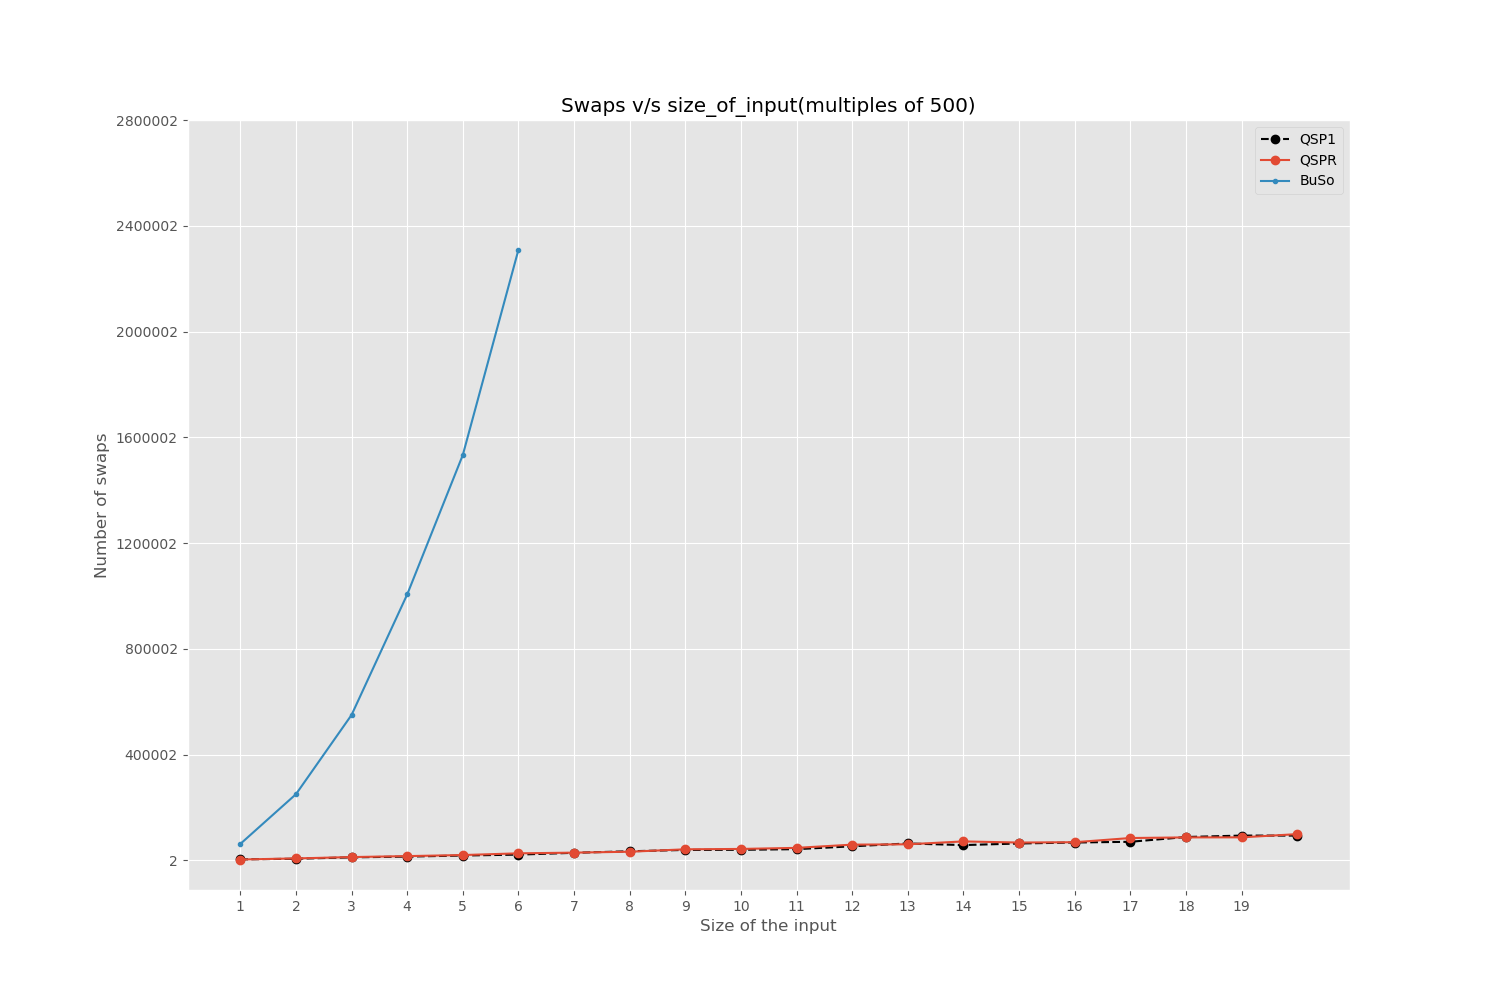 Swaps v/s size_of_input(multiples of 500)
2800002
2400002
2000002
1600002
1200002
800002
400002
2
Number of swaps
QSP1
QSPR
BuSo
1 2 3 4 5 6 7 8 9 10 11 12 13 14 15 16 17 18 19
Size of the input